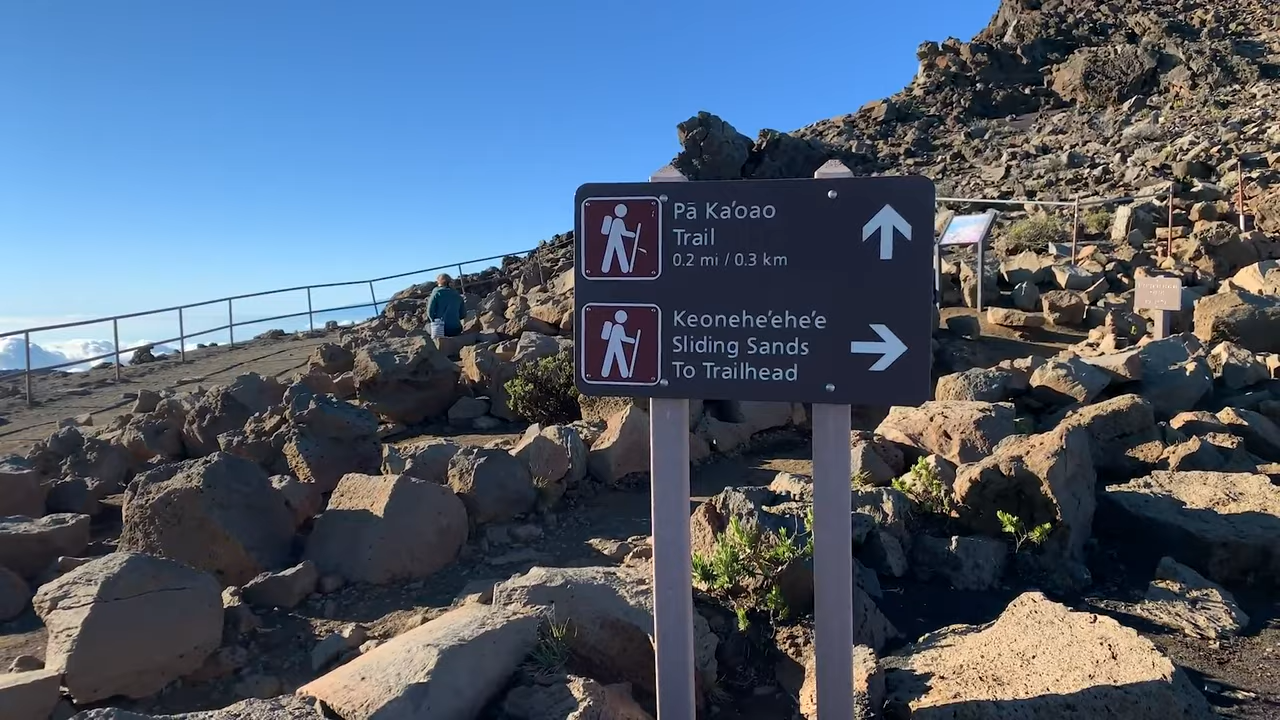 Pā Ka'oao
Trail
0.2 mi / 0.3 km
Keonehe'ehe'e
Sliding Sands
To Trailhead